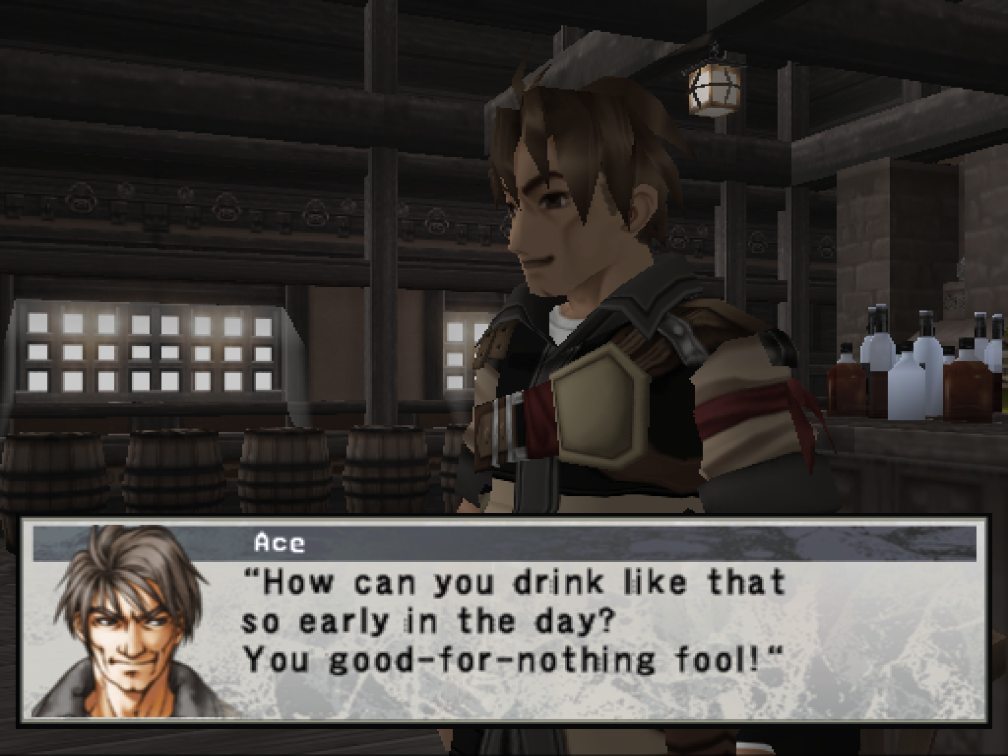 Ace
“How can you drink like that
so early in the day?
You good-for-nothing fool!“